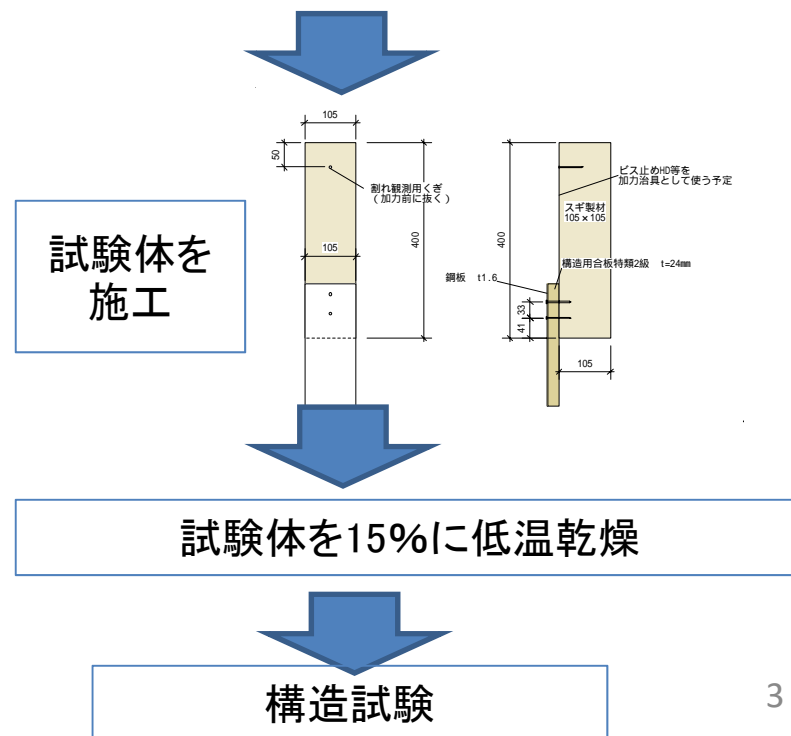 105
50
割れ観測用くぎ
(加力前に抜く)
400
105
試験体を
施工
ビス止めHD等を
加力治具として使う予定
スギ製材
105×105
400
構造用合板特類2級 t=24mm
鋼板 t1.6
33
41
105
試験体を15%に低温乾燥
構造試験
3